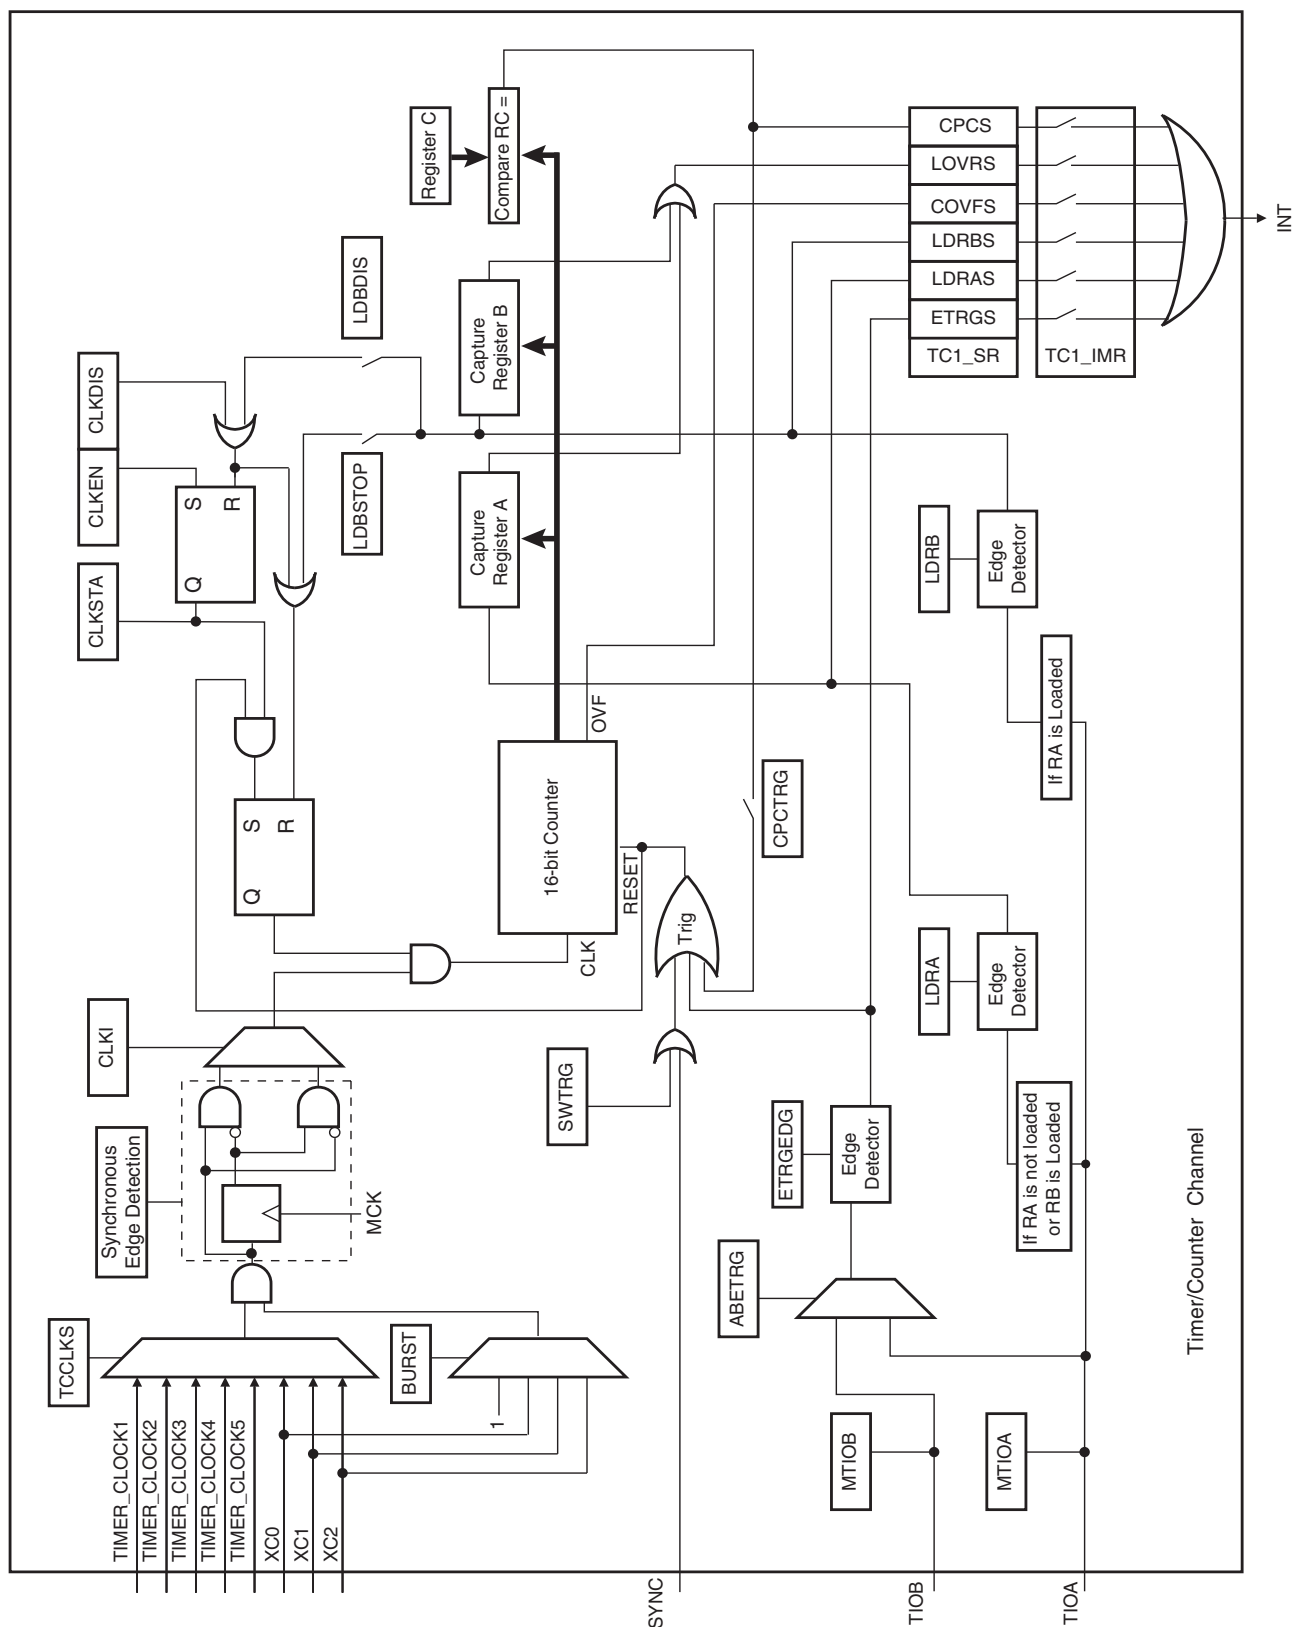 TCCLKS
TIMER_CLOCK1
TIMER_CLOCK2
TIMER_CLOCK3
TIMER_CLOCK4
TIMER_CLOCK5
XC0
XC1
XC2
Synchronous
Edge Detection
CLKI
CLKSTA
CLKEN
CLKDIS
BURST
1
MCK
Q
S
R
Q
S
R
LDBSTOP
LDBDIS
Register C
Capture
Register A
Capture
Register B
Compare RC =
16-bit Counter
CLK
OVF
RESET
SWTRG
Trig
SYNC
CPCTRG
ABETRG
ETRGEDG
Edge
Detector
MTIOB
TIOB
LDRA
Edge
Detector
LDRB
Edge
Detector
If RA is not loaded
or RB is Loaded
If RA is Loaded
MTIOA
TIOA
CPCS
LOVRS
COVFS
LDRBS
LDRAS
ETRGS
TC1_SR
TC1_IMR
INT
Timer/Counter Channel